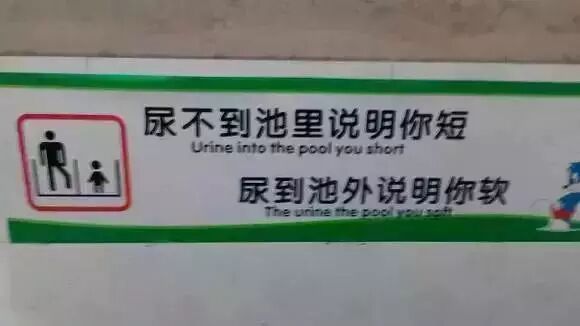 尿不到池里说明你短
Urine into the pool you short
尿到池外说明你软
The urine the pool you soft